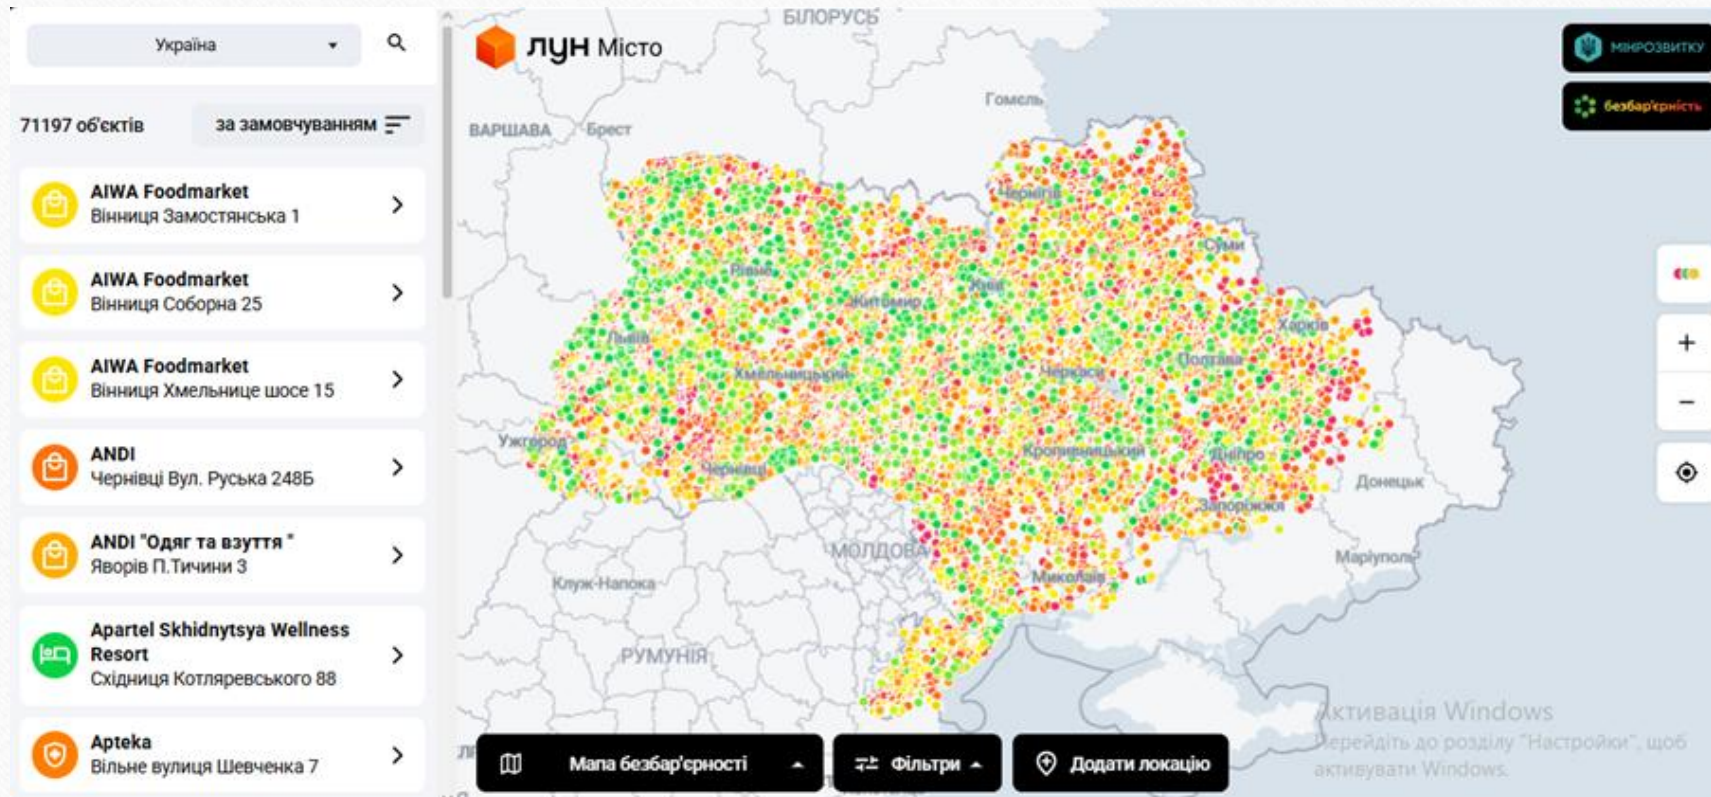 Україна
71197 об'єктів
за замовчуванням
AIWA Foodmarket
Вінниця Замостянська 1
AIWA Foodmarket
Вінниця Соборна 25
AIWA Foodmarket
Вінниця Хмельнице шосе 15
ANDI
Чернівці Вул. Руська 248Б
ANDI "Одяг та взуття "
Яворів П.Тичини 3
Apartel Skhidnytsya Wellness
Resort
Східниця Котляревського 88
Apteka
Вільне вулиця Шевченка 7
лун Місто
МІНРОЗВИТКУ
безбар'єрність
БІЛОРУСЬ
Гомель
ВАРШАВА
Брест
Чернігів
Суми
Рівне
Житомир
Київ
Харків
Львів
Полтава
Хмельницький
Черкаси
Ужгород
Чернівці
Кропивницький
Дніпро
Донецьк
Запоріжжя
МОЛДОВА
Маріуполь
Клуж-Напока
Миколаїв
РУМУНІЯ
Активація Windows
Перейдіть до розділу "Настройки", щоб
активувати Windows.
Мапа безбар'єрності
Фільтри
Додати локацію